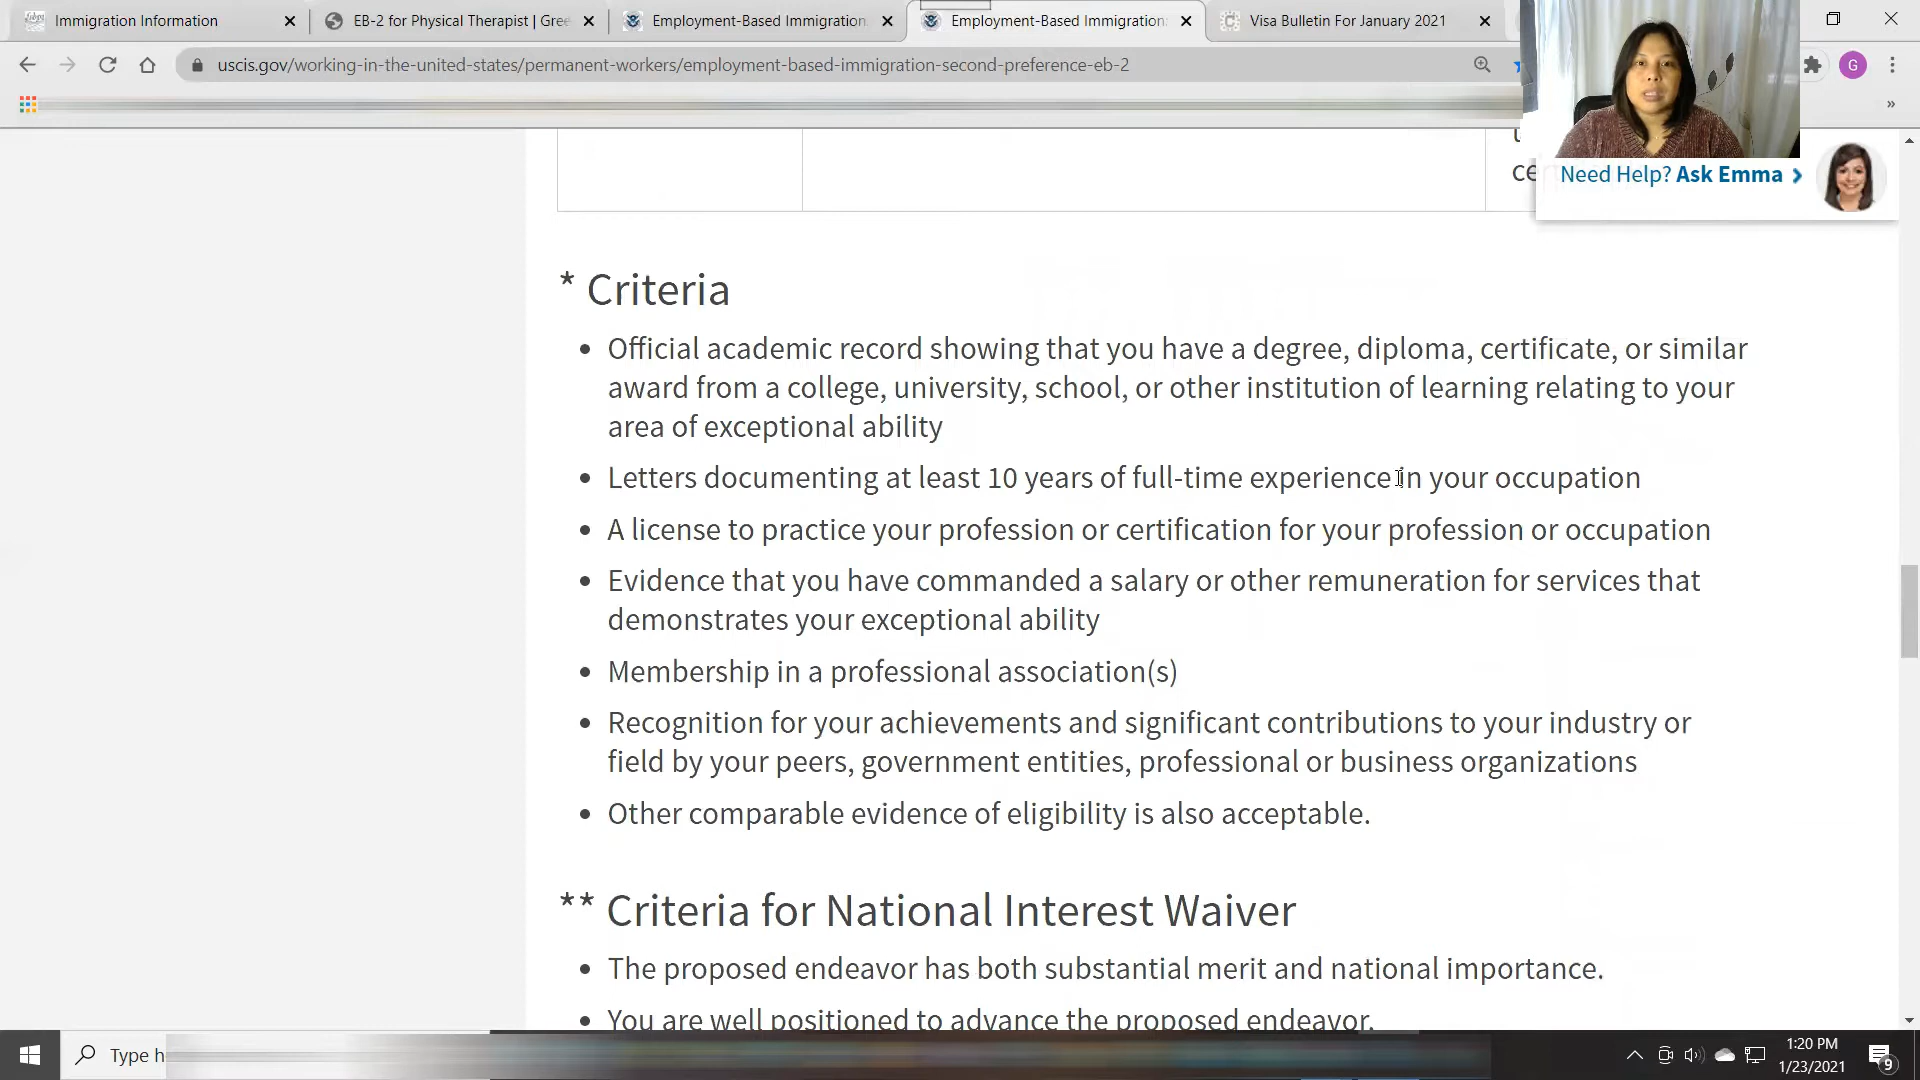 Immigration Information
EB-2 for Physical Therapist | Gree
Employment-Based Immigration
Employment-Based Immigration:
Visa Bulletin For January 2021
uscis.gov/working-in-the-united-states/permanent-workers/employment-based-immigration-second-preference-eb-2
G
Need Help? Ask Emma
* Criteria
• Official academic record showing that you have a degree, diploma, certificate, or similar
award from a college, university, school, or other institution of learning relating to your
area of exceptional ability
• Letters documenting at least 10 years of full-time experience in your occupation
• A license to practice your profession or certification for your profession or occupation
• Evidence that you have commanded a salary or other remuneration for services that
demonstrates your exceptional ability
• Membership in a professional association(s)
• Recognition for your achievements and significant contributions to your industry or
field by your peers, government entities, professional or business organizations
• Other comparable evidence of eligibility is also acceptable.
** Criteria for National Interest Waiver
• The proposed endeavor has both substantial merit and national importance.
• You are well positioned to advance the proposed endeavor.
Type h
1:20 PM
1/23/2021
9